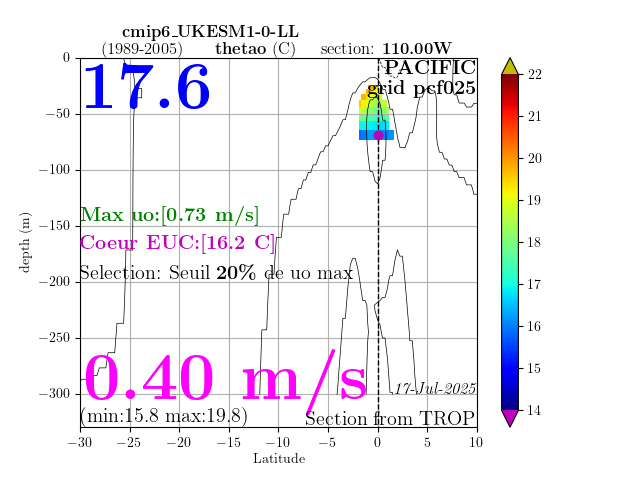 cmip6_UKESM1-0-LL
(1989-2005) thetao (C) section: 110.00W
PACIFIC
grid pcf025
17.6
Max uo:[0.73 m/s]
Coeur EUC:[16.2 C]
Selection: Seuil 20% de uo max
0.40 m/s
17-Jul-2025
(min:15.8 max:19.8)
Section from TROP
0
−50
−100
−150
−200
−250
−300
depth (m)
−30 −25 −20 −15 −10 −5 0 5 10
Latitude
22
21
20
19
18
17
16
15
14